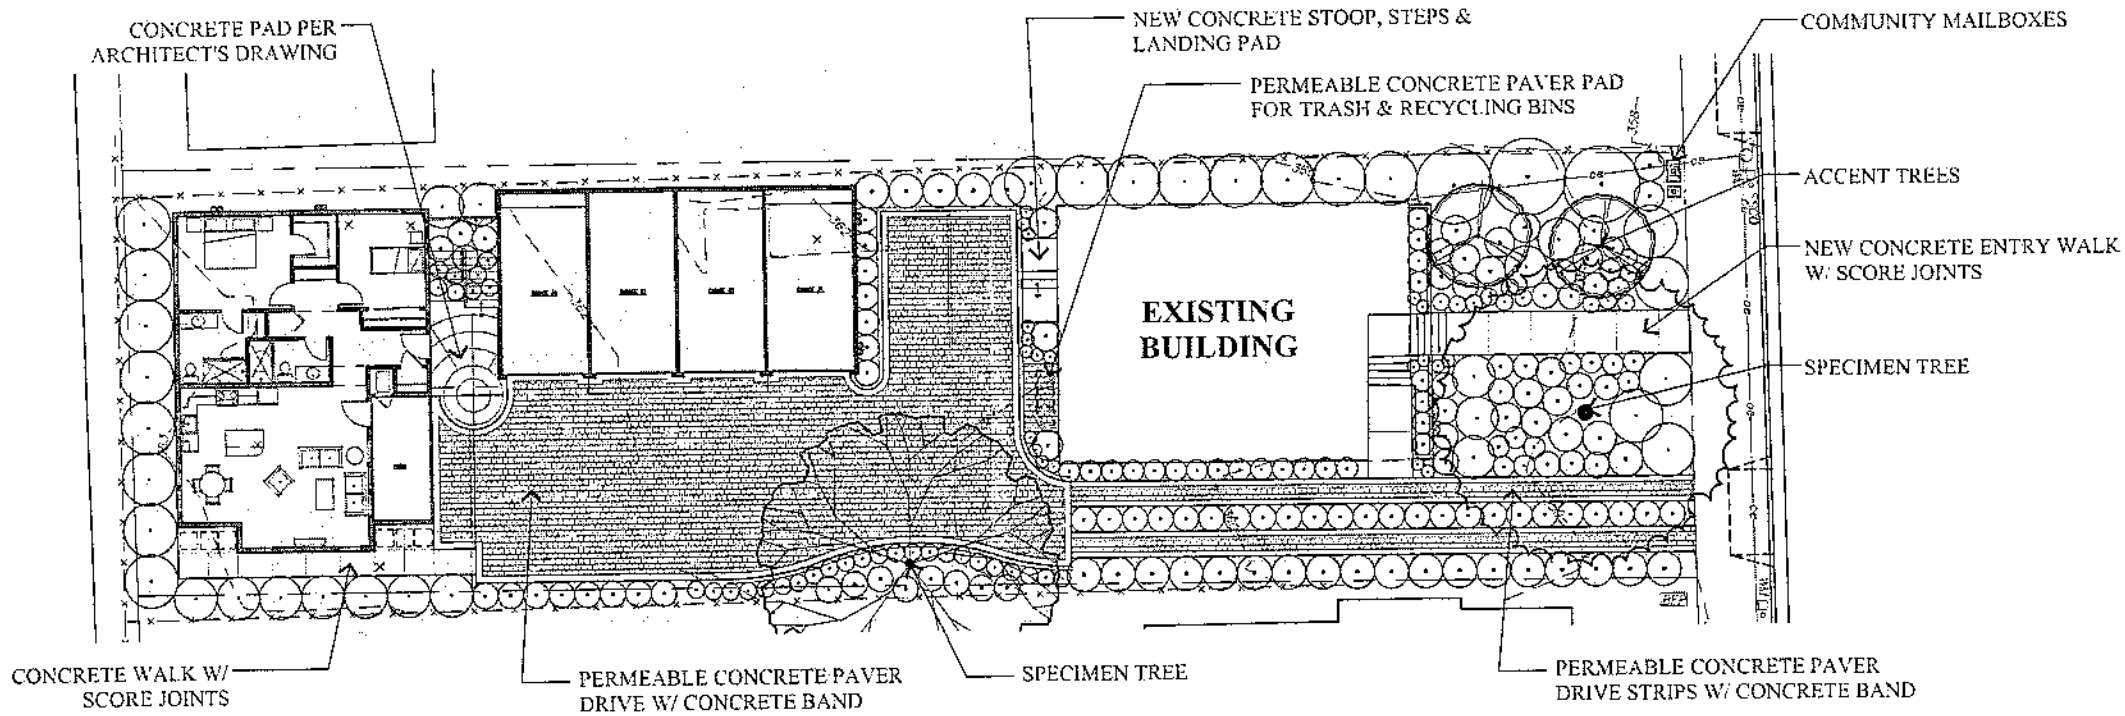 CONCRETE PAD PER
ARCHITECT'S DRAWING
NEW CONCRETE STOOP, STEPS &
LANDING PAD
COMMUNITY MAILBOXES
PERMEABLE CONCRETE PAVER PAD
FOR TRASH & RECYCLING BINS
ACCENT TREES
NEW CONCRETE ENTRY WALK
W/ SCORE JOINTS
EXISTING
BUILDING
SPECIMEN TREE
CONCRETE WALK W/
SCORE JOINTS
PERMEABLE CONCRETE PAVER
DRIVE W/ CONCRETE BAND
SPECIMEN TREE
PERMEABLE CONCRETE PAVER
DRIVE STRIPS W/ CONCRETE BAND